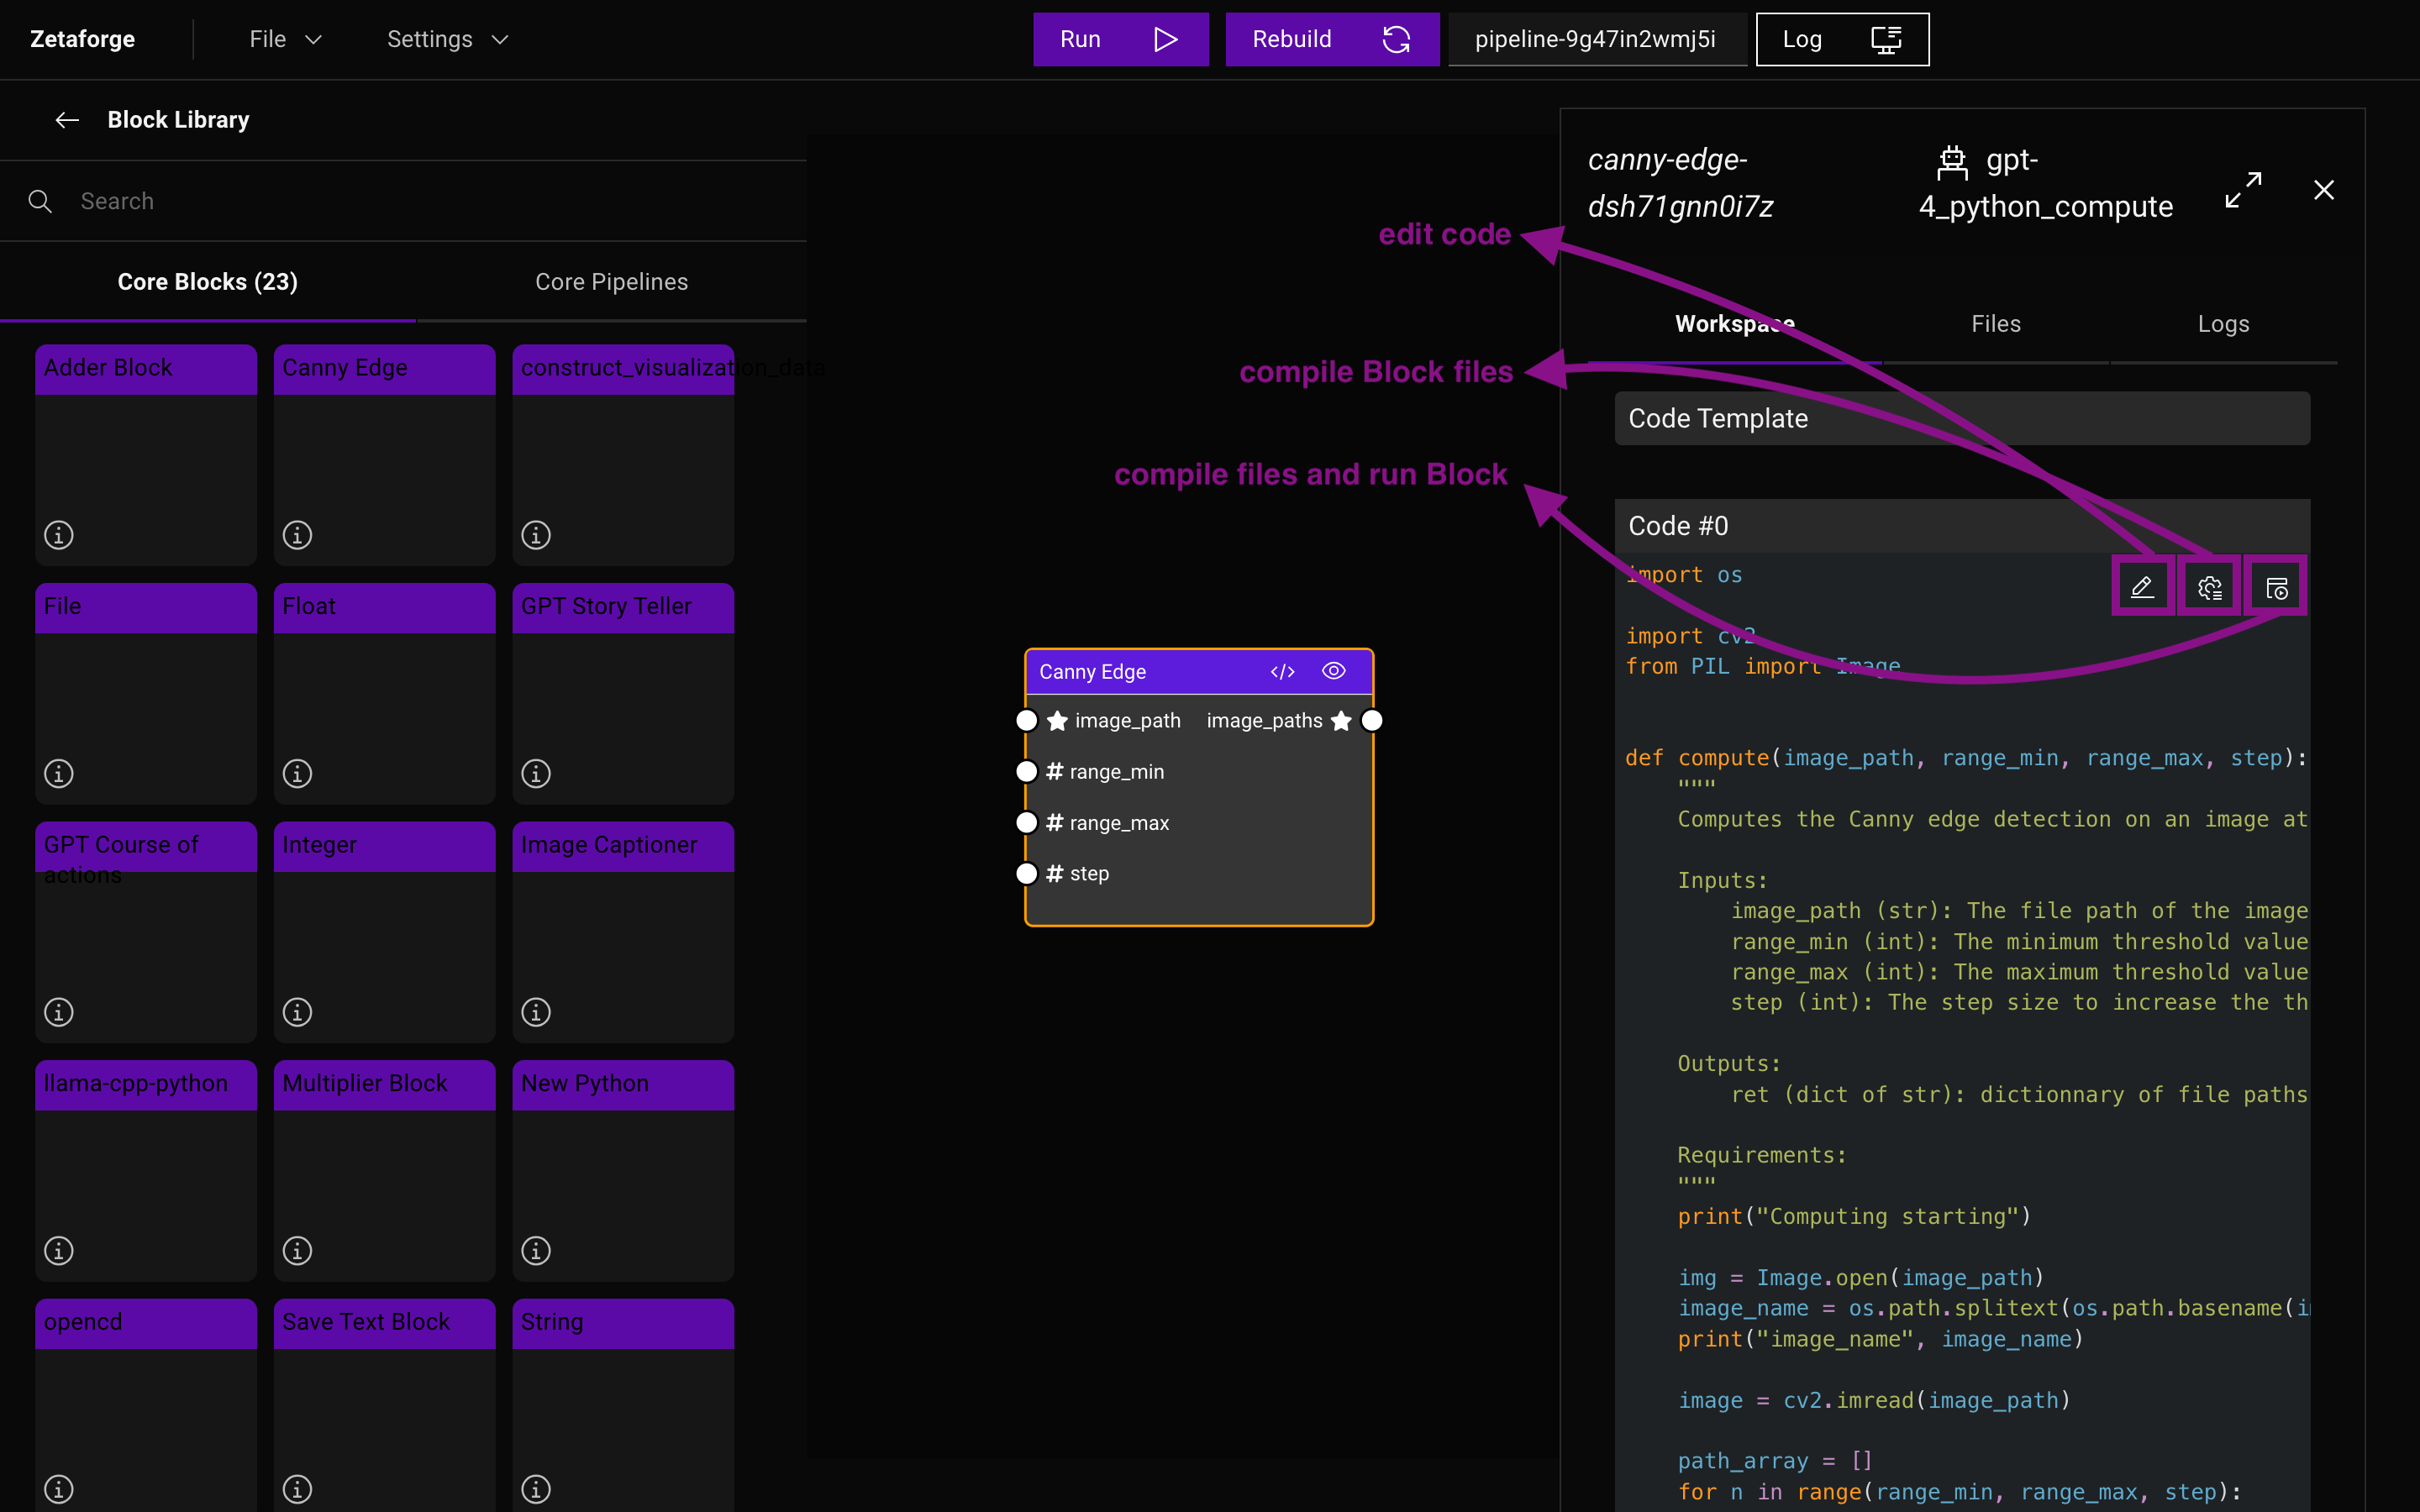 Zetaforge
File
Settings
Run
Rebuild
pipeline-9g47in2wmj5i
Log
Block Library
Search
Core Blocks (23)
Core Pipelines
Adder Block
Canny Edge
construct_visualization_data
File
Float
GPT Story Teller
GPT Course of
actions
Integer
Image Captioner
llama-cpp-python
Multiplier Block
New Python
opencd
Save Text Block
String
edit code
compile Block files
compile files and run Block
Canny Edge
image_path image_paths
# range_min
# range_max
# step
canny-edge-
dsh71gnn0i7z
gpt-
4_python_compute
Workspace
Files
Logs
Code Template
Code #0
import os
import cv2
from PIL import Image
def compute(image_path, range_min, range_max, step):
"""
Computes the Canny edge detection on an image at
Inputs:
image_path (str): The file path of the image
range_min (int): The minimum threshold value
range_max (int): The maximum threshold value
step (int): The step size to increase the th
Outputs:
ret (dict of str): dictionnary of file paths
Requirements:
"""
print("Computing starting")
img = Image.open(image_path)
image_name = os.path.splitext(os.path.basename(i
print("image_name", image_name)
image = cv2.imread(image_path)
path_array = []
for n in range(range_min, range_max, step):